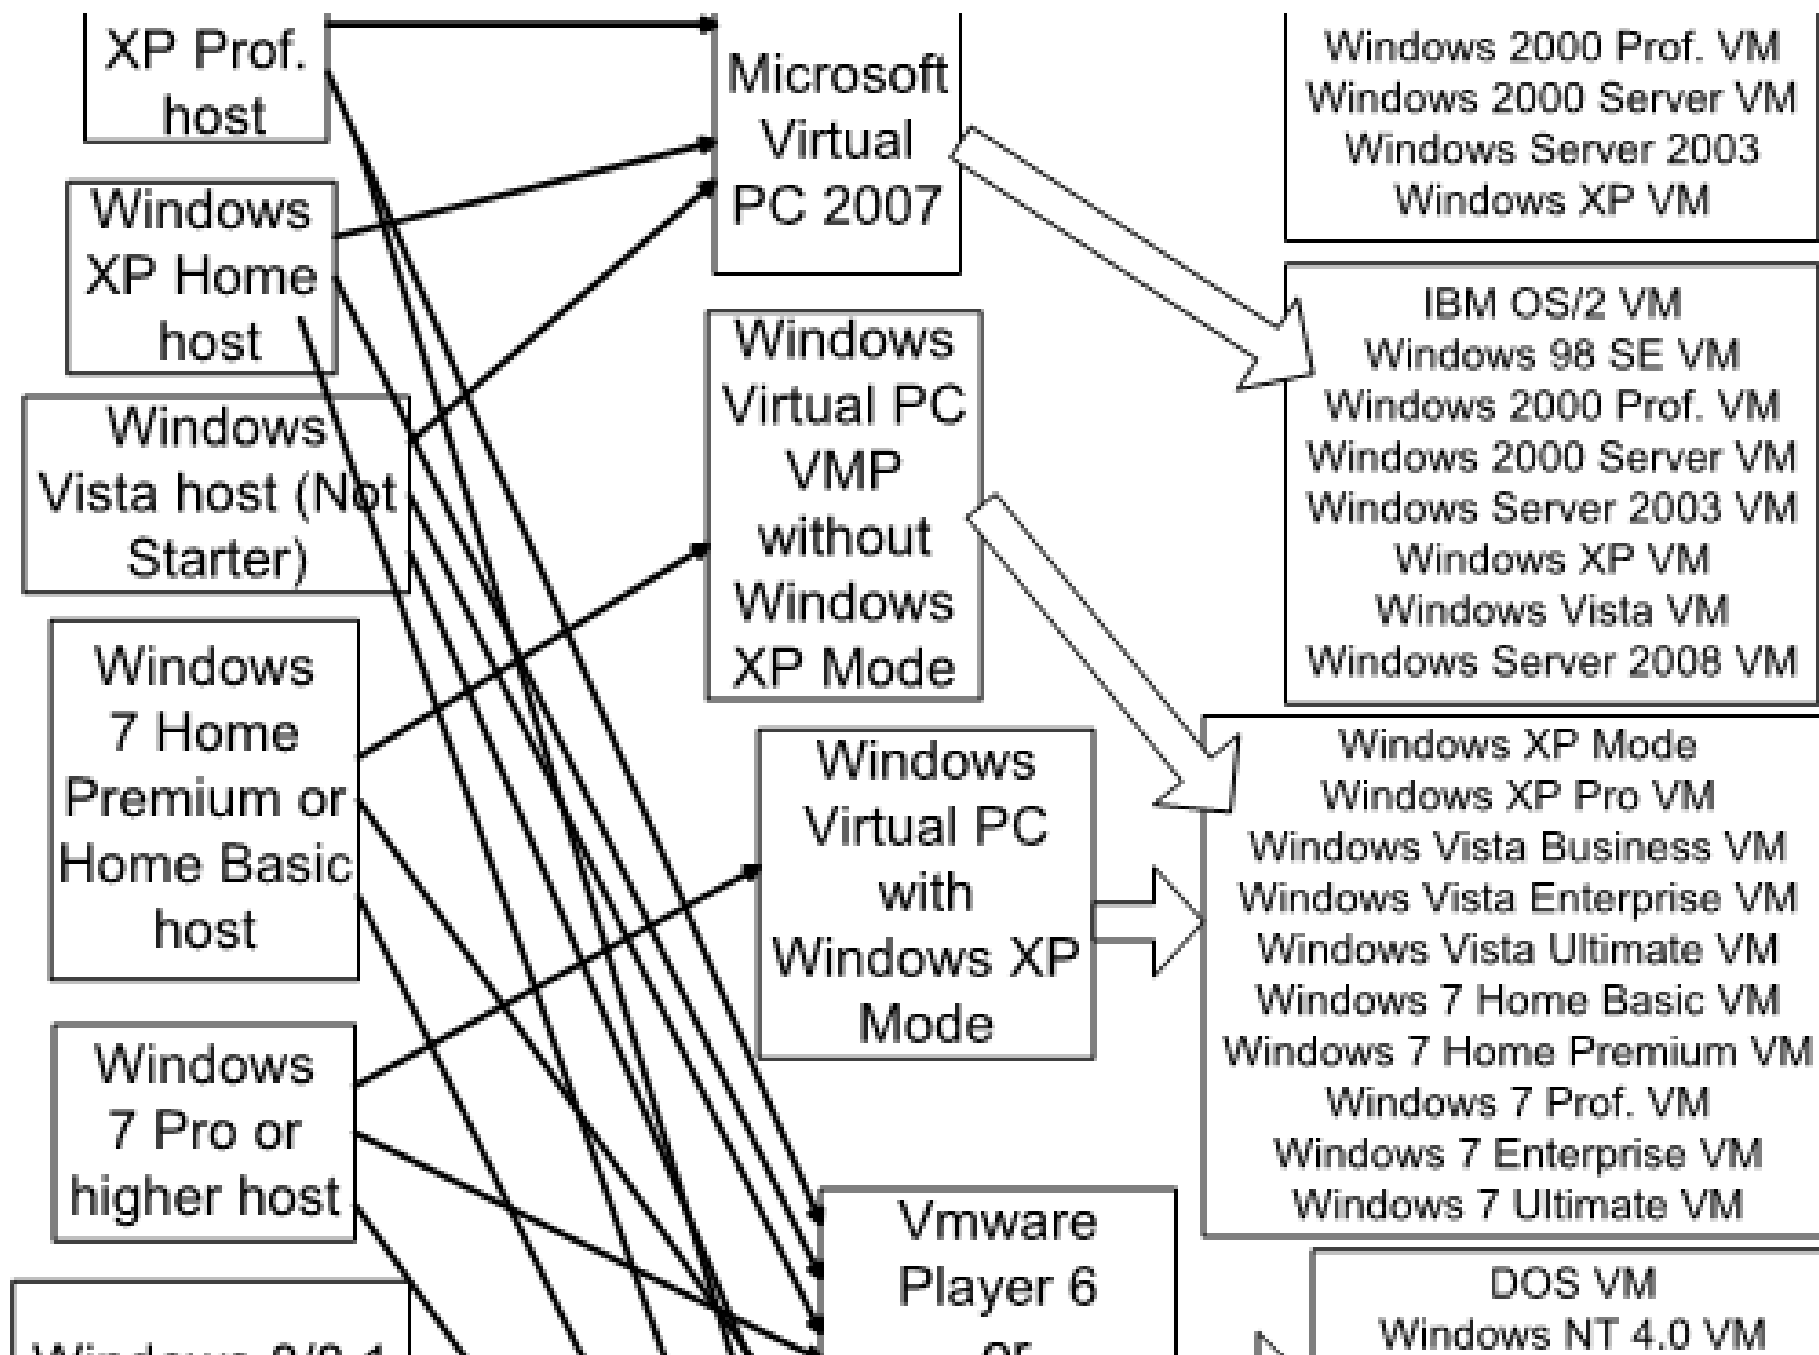 XP Prof.
host
Windows
XP Home
host
Windows
Vista host (Not
Starter)
Windows
7 Home
Premium or
Home Basic
host
Windows
7 Pro or
higher host
Windows
Microsoft
Virtual
PC 2007
Windows
Virtual PC
VMP
without
Windows
XP Mode
Windows
Virtual PC
with
Windows XP
Mode
Vmware
Player 6
or
Windows 2000 Prof. VM
Windows 2000 Server VM
Windows Server 2003
Windows XP VM
IBM OS/2 VM
Windows 98 SE VM
Windows 2000 Prof. VM
Windows 2000 Server VM
Windows Server 2003 VM
Windows XP VM
Windows Vista VM
Windows Server 2008 VM
Windows XP Mode
Windows XP Pro VM
Windows Vista Business VM
Windows Vista Enterprise VM
Windows Vista Ultimate VM
Windows 7 Home Basic VM
Windows 7 Home Premium VM
Windows 7 Prof. VM
Windows 7 Enterprise VM
Windows 7 Ultimate VM
DOS VM
Windows NT 4.0 VM